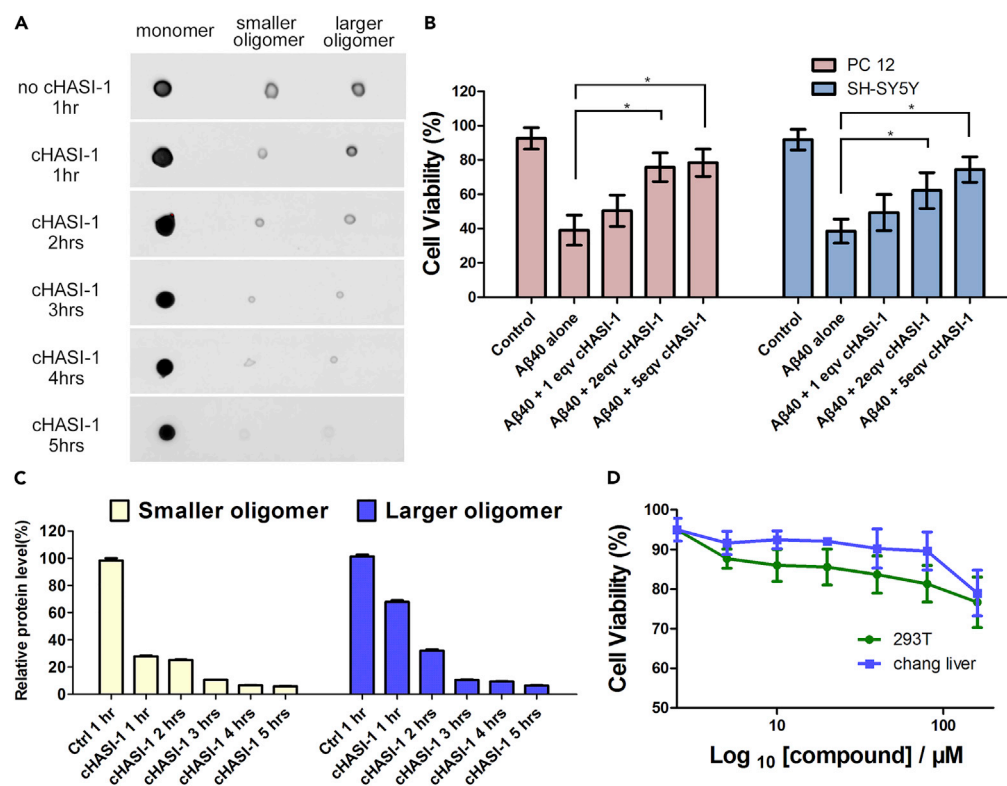 A
monomer
smaller
oligomer
larger
oligomer
no cHASI-1
1hr
cHASI-1
1hr
cHASI-1
2hrs
cHASI-1
3hrs
cHASI-1
4hrs
cHASI-1
5hrs
B
PC 12
SH-SY5Y
*
*
*
*
Cell Viability (%)
120
100
80
60
40
20
0
Control
Aβ40 alone
Aβ40 + 1 eqv cHASI-1
Aβ40 + 2eqv cHASI-1
Aβ40 + 5eqv cHASI-1
Control
Aβ40 alone
Aβ40 + 1 eqv cHASI-1
Aβ40 + 2eqv cHASI-1
Aβ40 + 5eqv cHASI-1
C
Smaller oligomer
Larger oligomer
Relative protein level(%)
120
100
80
60
40
20
0
Ctrl 1 hr
cHASI-1 1 hr
cHASI-1 2 hrs
cHASI-1 3 hrs
cHASI-1 4 hrs
cHASI-1 5 hrs
Ctrl 1 hr
cHASI-1 1 hr
cHASI-1 2 hrs
cHASI-1 3 hrs
cHASI-1 4 hrs
cHASI-1 5 hrs
D
Cell Viability (%)
100
90
80
70
60
50
293T
chang liver
10
100
Log 10 [compound] / μM